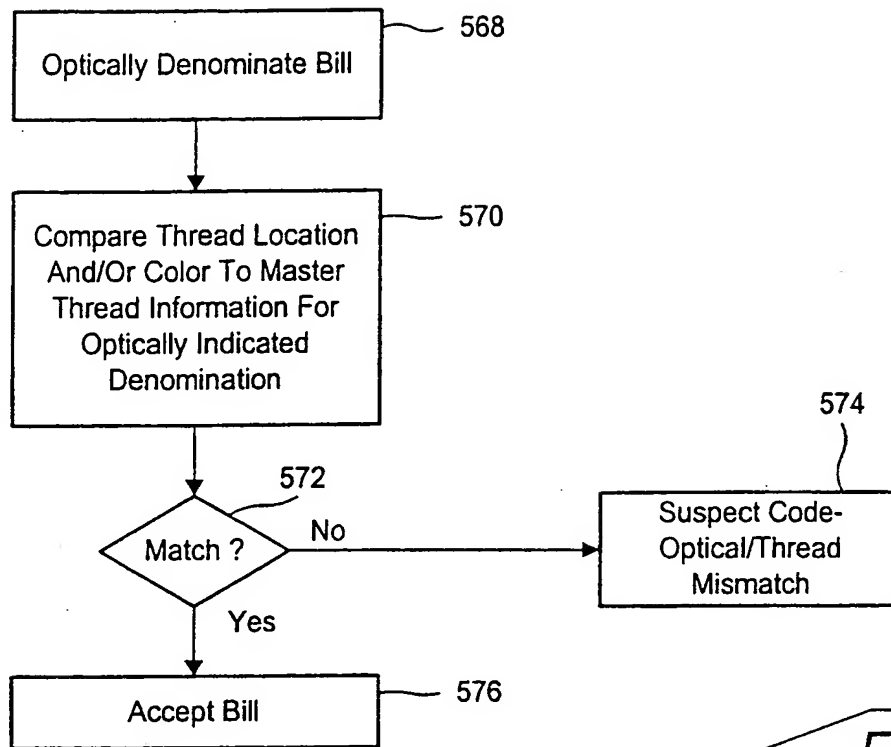 568
Optically Denominate Bill
570
Compare Thread Location
And/Or Color To Master
Thread Information For
Optically Indicated
Denomination
572
Match ?
No
574
Suspect Code-
Optical/Thread
Mismatch
Yes
576
Accept Bill